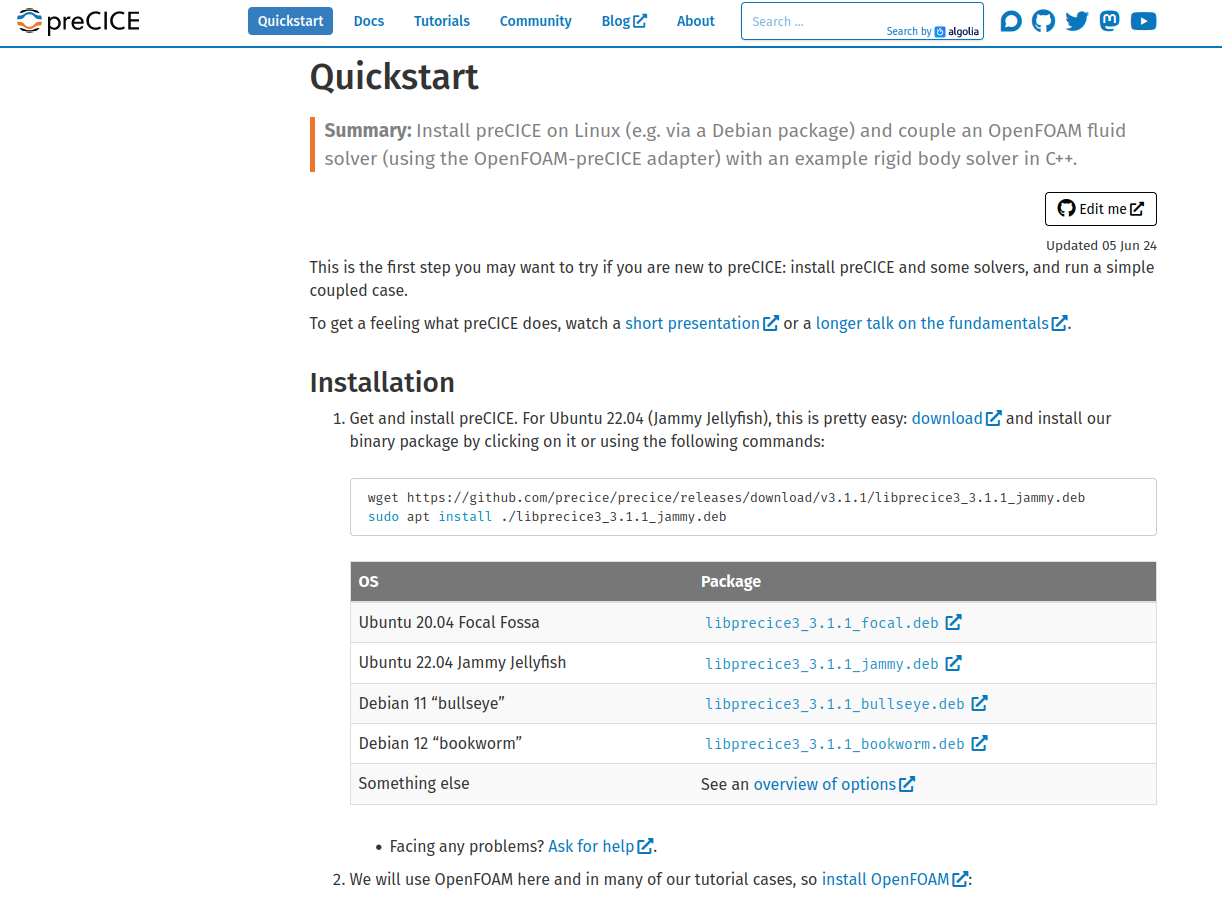 preCICE
Quickstart
Docs
Tutorials
Community
Blog
About
Search ...
Search by algolia
Quickstart
Summary: Install preCICE on Linux (e.g. via a Debian package) and couple an OpenFOAM fluid
solver (using the OpenFOAM-preCICE adapter) with an example rigid body solver in C++.
Edit me
Updated 05 Jun 24
This is the first step you may want to try if you are new to preCICE: install preCICE and some solvers, and run a simple
coupled case.
To get a feeling what preCICE does, watch a short presentation or a longer talk on the fundamentals.
Installation
1. Get and install preCICE. For Ubuntu 22.04 (Jammy Jellyfish), this is pretty easy: download and install our
binary package by clicking on it or using the following commands:
wget https://github.com/precice/precice/releases/download/v3.1.1/libprecice3_3.1.1_jammy.deb
sudo apt install ./libprecice3_3.1.1_jammy.deb
OS Package
Ubuntu 20.04 Focal Fossa libprecice3_3.1.1_focal.deb
Ubuntu 22.04 Jammy Jellyfish libprecice3_3.1.1_jammy.deb
Debian 11 “bullseye” libprecice3_3.1.1_bullseye.deb
Debian 12 “bookworm” libprecice3_3.1.1_bookworm.deb
Something else See an overview of options
• Facing any problems? Ask for help.
2. We will use OpenFOAM here and in many of our tutorial cases, so install OpenFOAM: